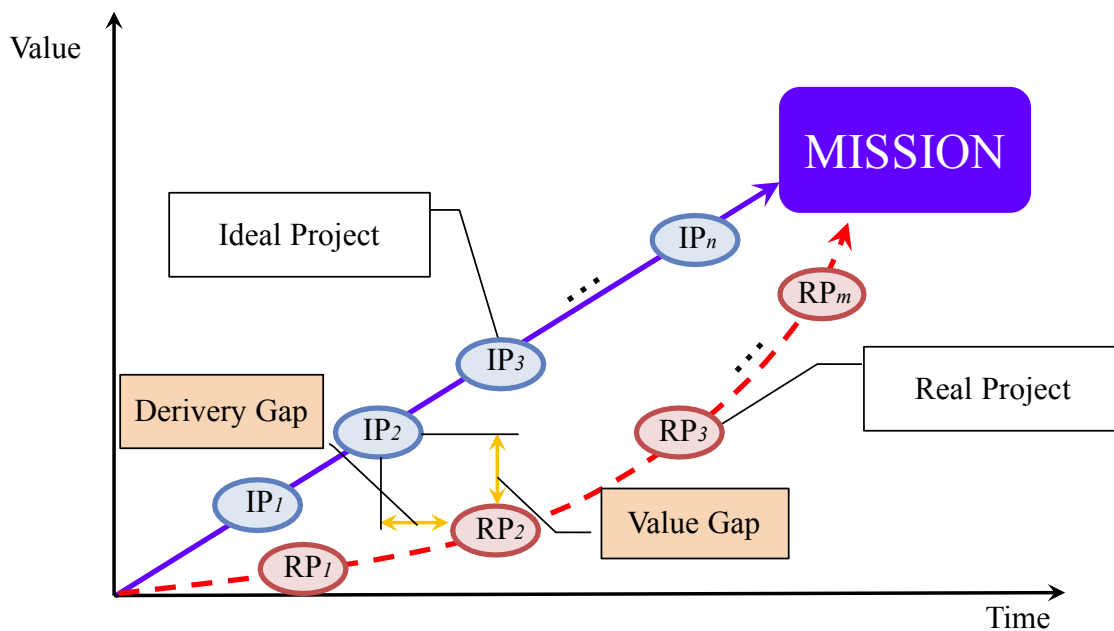 Value
MISSION
Ideal Project
IPn
RPm
IP3
Derivery Gap
IP2
RP3
Real Project
IP1
RP2
Value Gap
RP1
Time